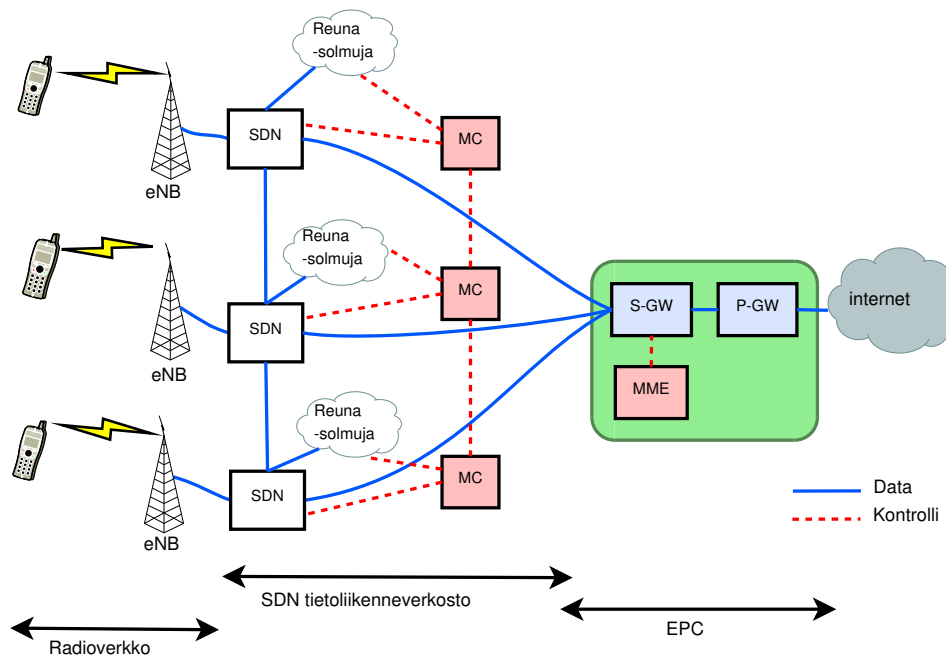 Reuna
-solmuja
SDN
MC
eNB
Reuna
-solmuja
SDN
MC
eNB
S-GW
P-GW
internet
MME
Reuna
-solmuja
SDN
MC
eNB
Data
Kontrolli
SDN tietoliikenneverkosto
Radioverkko
EPC